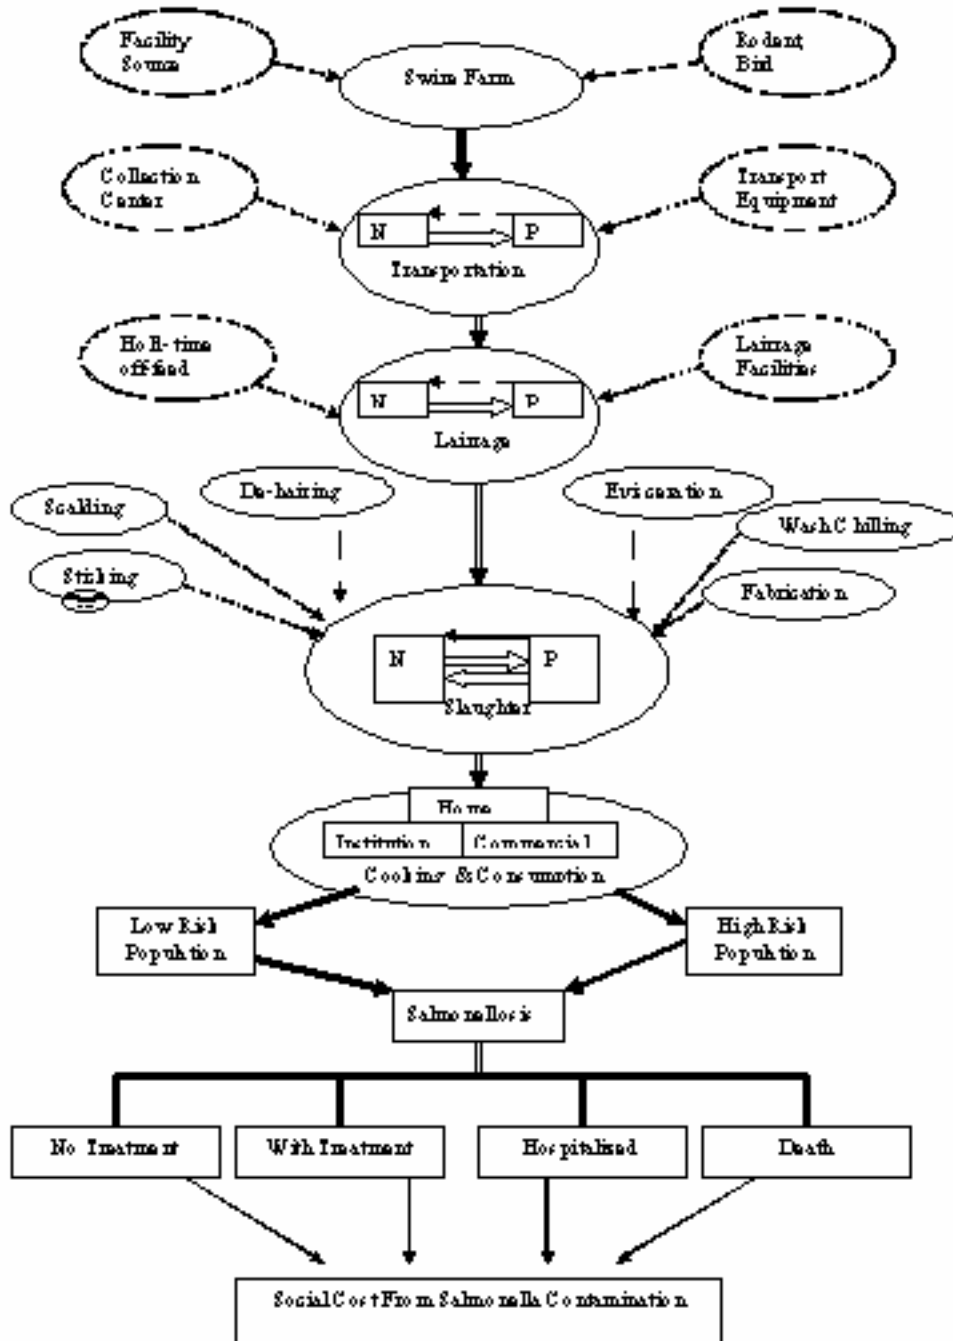 Facility
Source
Rodent,
Bird
Swine Farm
Collection
Center
Transport
Equipment
N
P
Transportation
Hold-time
off-feed
Lairage
Facilities
N
P
Lairage
De-hairing
Evisceration
Scalding
Wash Chilling
Sticking
Fabrication
N
P
Slaughter
Home
Institution
Commercial
Cooking & Consumption
Low Risk
Population
High Risk
Population
Salmonellosis
No Treatment
With Treatment
Hospitalized
Death
Social Cost From Salmonella Contamination